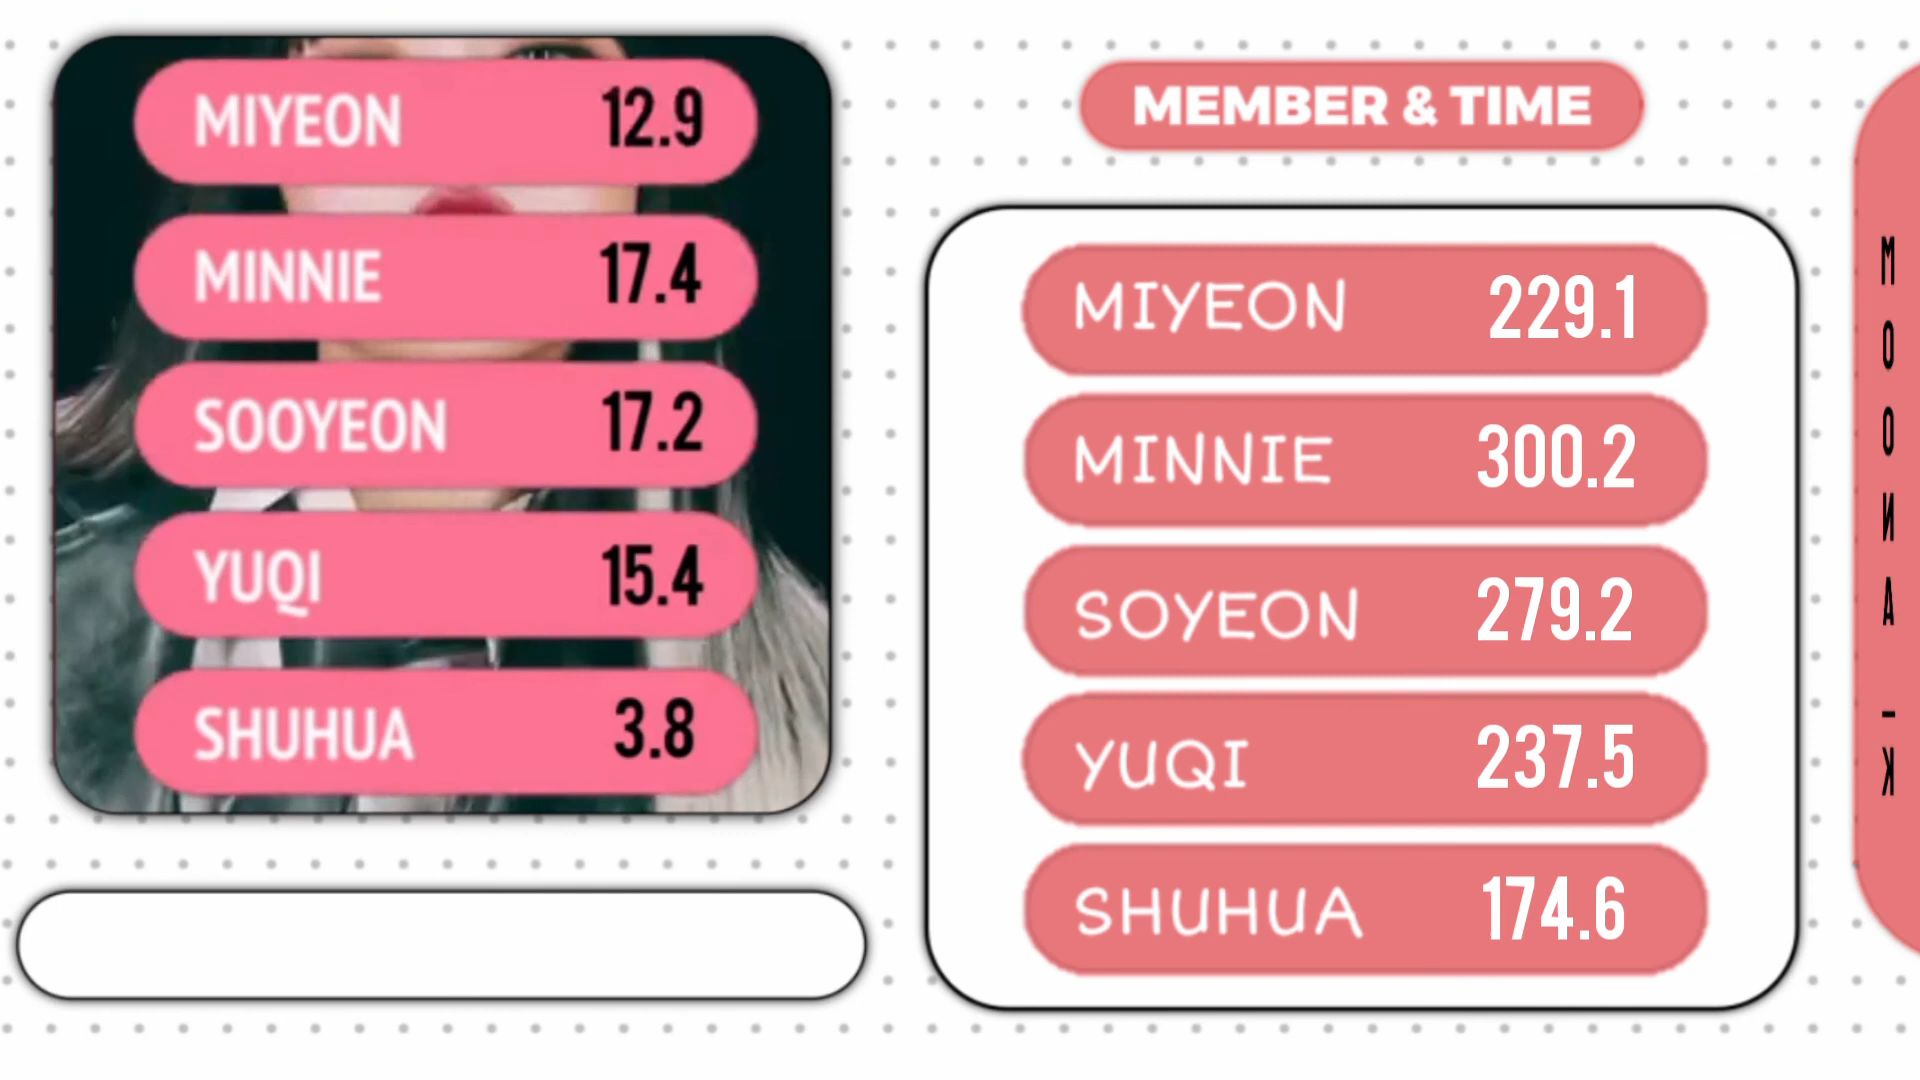 MIYEON 12.9
MINNIE 17.4
SOOYEON 17.2
YUQI 15.4
SHUHUA 3.8
MEMBER & TIME
MIYEON 229.1
MINNIE 300.2
SOYEON 279.2
YUQI 237.5
SHUHUA 174.6
MOONA-K